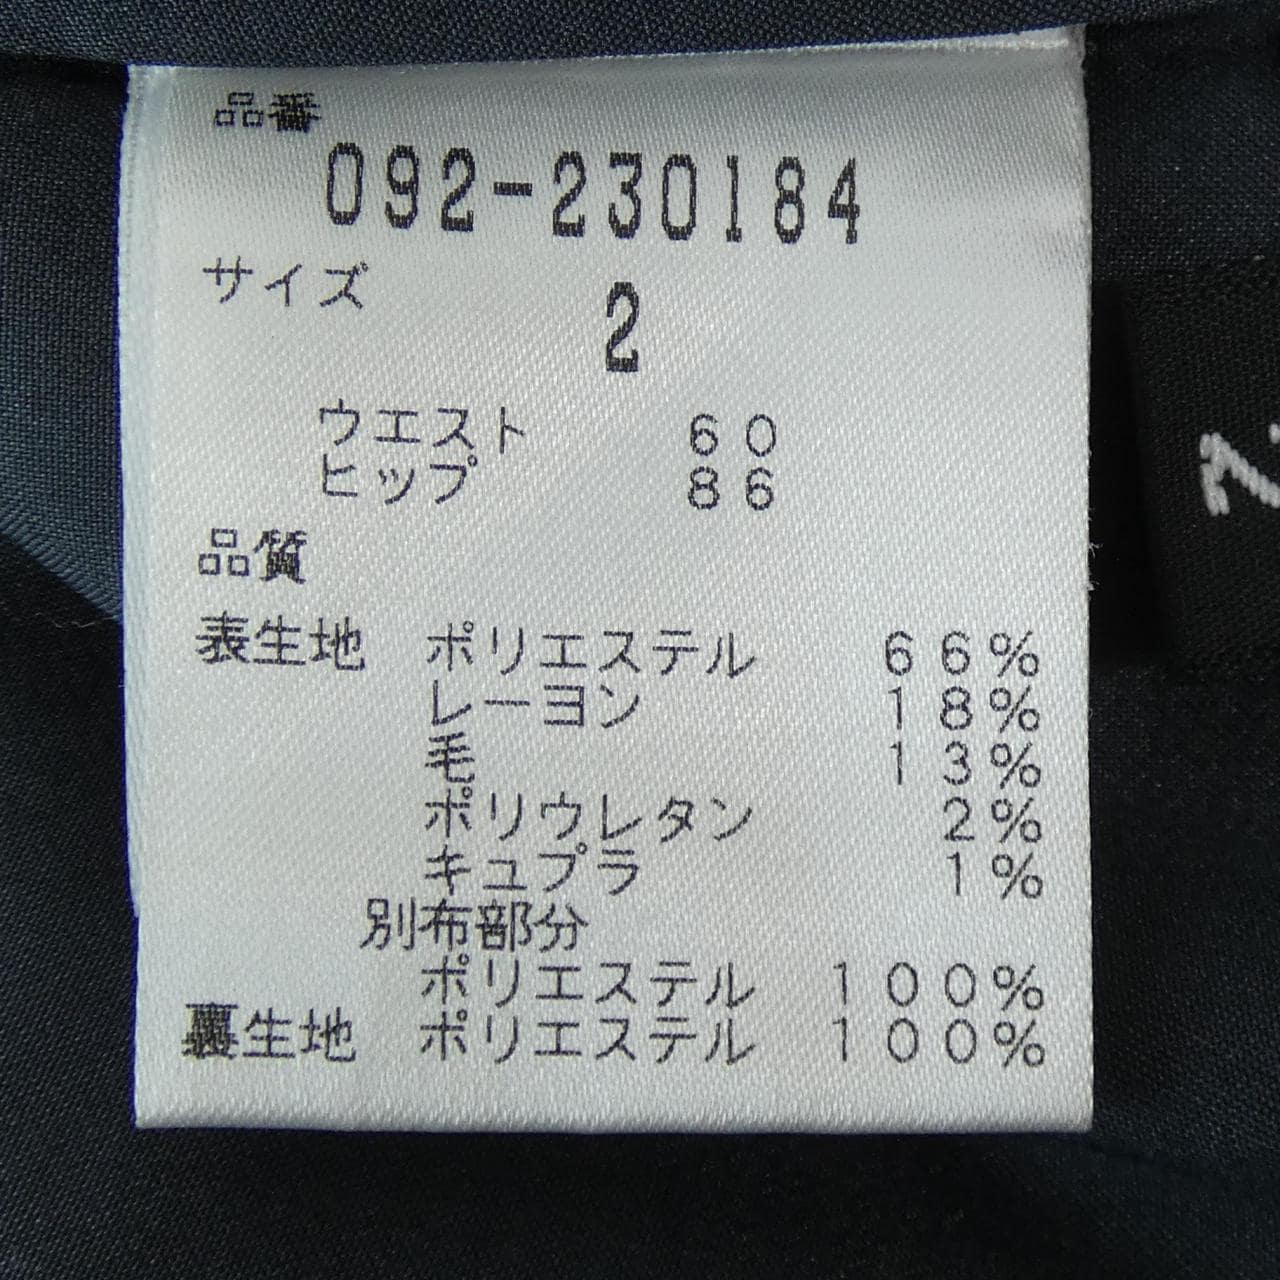 品番
092-230184
サイズ
2
ウエスト 60
ヒップ 86
品質
表生地 ポリエステル 66%
レーヨン 18%
毛 13%
ポリウレタン 2%
キュプラ 1%
別布部分
ポリエステル 100%
裏生地 ポリエステル 100%